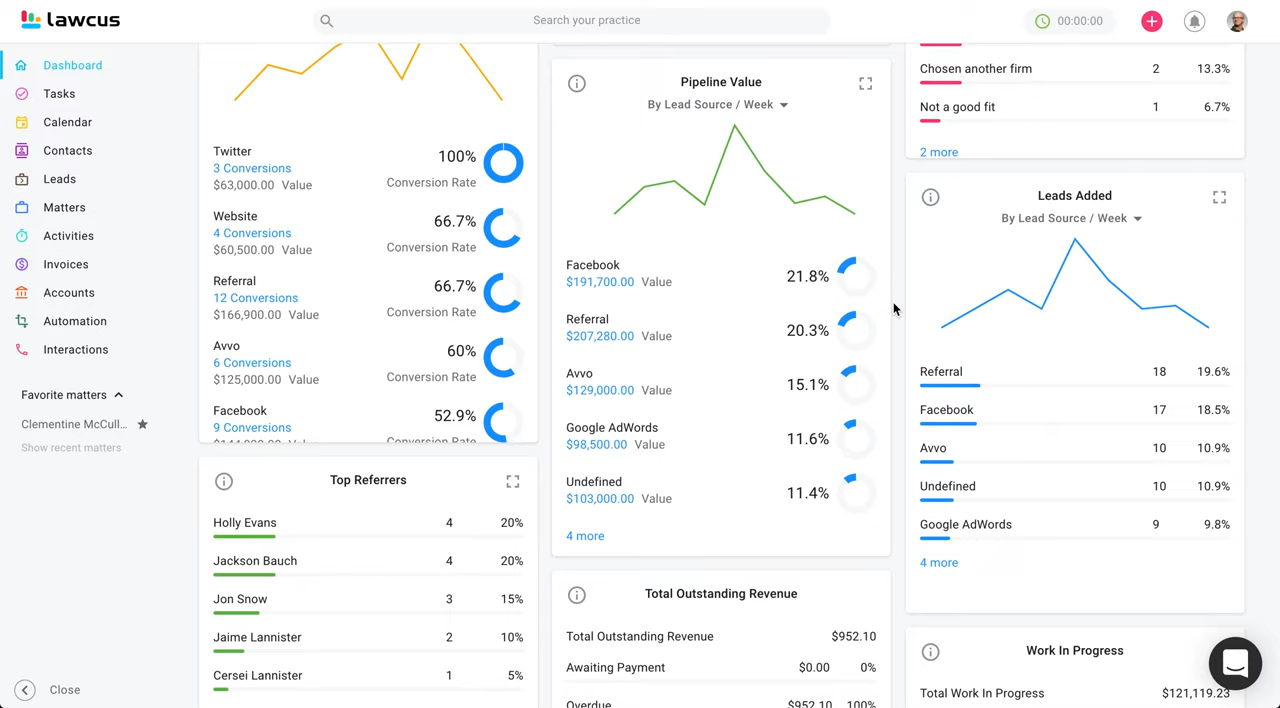 lawcus
Search your practice
00:00:00
Dashboard
Tasks
Calendar
Contacts
Leads
Matters
Activities
Invoices
Accounts
Automation
Interactions
Favorite matters
Clementine McCull...
Show recent matters
Close
Twitter
3 Conversions
$63,000.00 Value
100%
Conversion Rate
Website
4 Conversions
$60,500.00 Value
66.7%
Conversion Rate
Referral
12 Conversions
$166,900.00 Value
66.7%
Conversion Rate
Avvo
6 Conversions
$125,000.00 Value
60%
Conversion Rate
Facebook
9 Conversions
$144,000.00 Value
52.9%
Conversion Rate
Top Referrers
Holly Evans 4 20%
Jackson Bauch 4 20%
Jon Snow 3 15%
Jaime Lannister 2 10%
Cersei Lannister 1 5%
Pipeline Value
By Lead Source / Week
Facebook
$191,700.00 Value
21.8%
Referral
$207,280.00 Value
20.3%
Avvo
$129,000.00 Value
15.1%
Google AdWords
$98,500.00 Value
11.6%
Undefined
$103,000.00 Value
11.4%
4 more
Total Outstanding Revenue
Total Outstanding Revenue $952.10
Awaiting Payment $0.00 0%
Overdue $952.10 100%
Chosen another firm 2 13.3%
Not a good fit 1 6.7%
2 more
Leads Added
By Lead Source / Week
Referral 18 19.6%
Facebook 17 18.5%
Avvo 10 10.9%
Undefined 10 10.9%
Google AdWords 9 9.8%
4 more
Work In Progress
Total Work In Progress $121,119.23